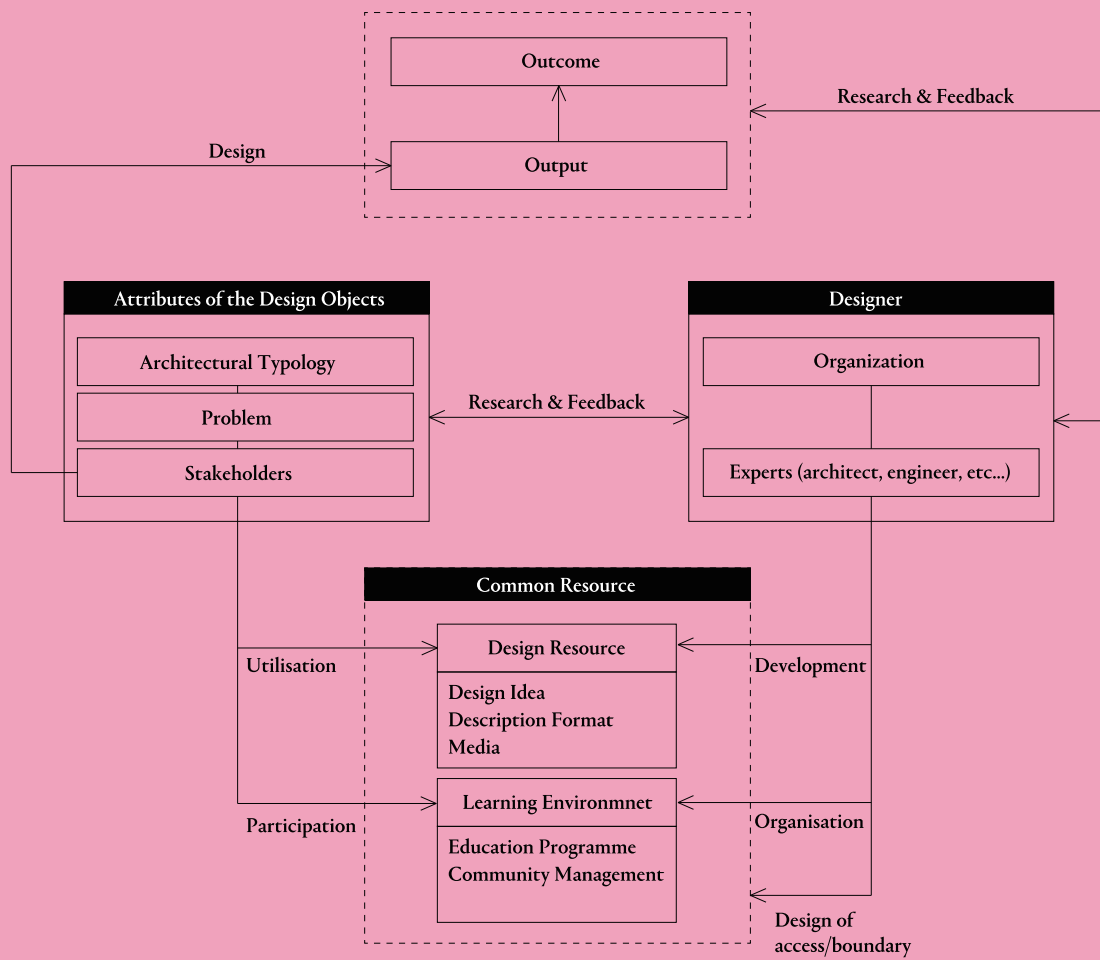 Outcome
Research & Feedback
Design
Output
Attributes of the Design Objects
Designer
Architectural Typology
Organization
Research & Feedback
Problem
Stakeholders
Experts (architect, engineer, etc...)
Common Resource
Design Resource
Utilisation
Development
Design Idea
Description Format
Media
Learning Environmnet
Participation
Organisation
Education Programme
Community Management
Design of
access/boundary